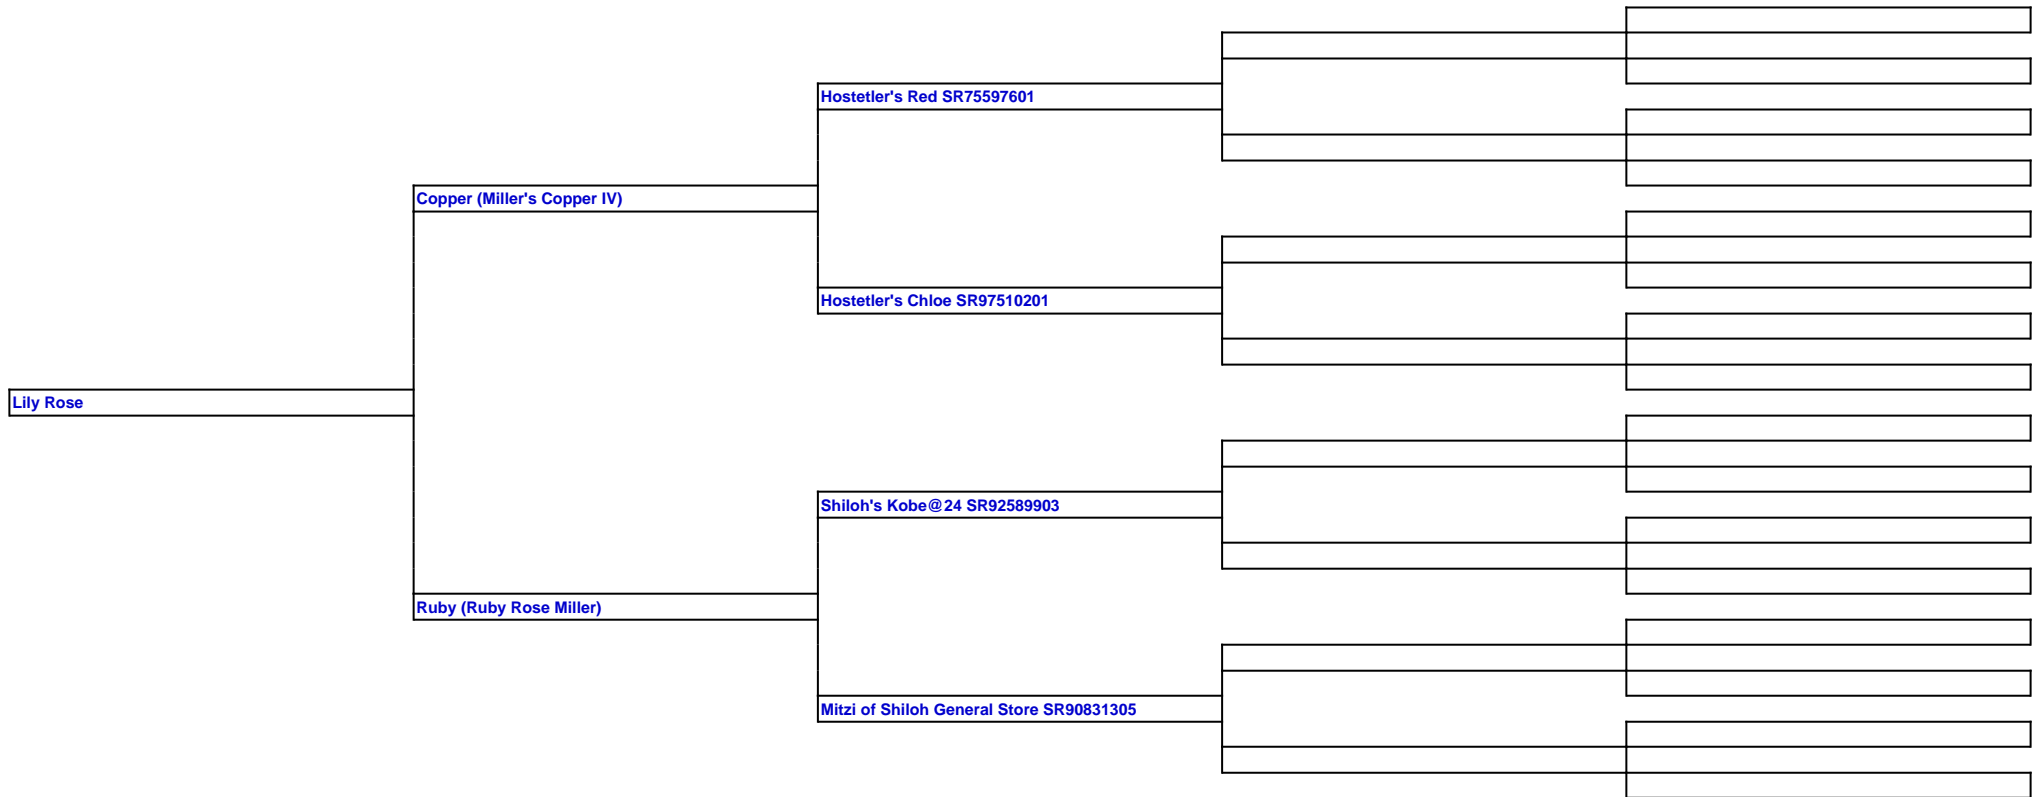 Hostetler's Red SR75597601
Copper (Miller's Copper IV)
Hostetler's Chloe SR97510201
Lily Rose
Shiloh's Kobe@24 SR92589903
Ruby (Ruby Rose Miller)
Mitzi of Shiloh General Store SR90831305